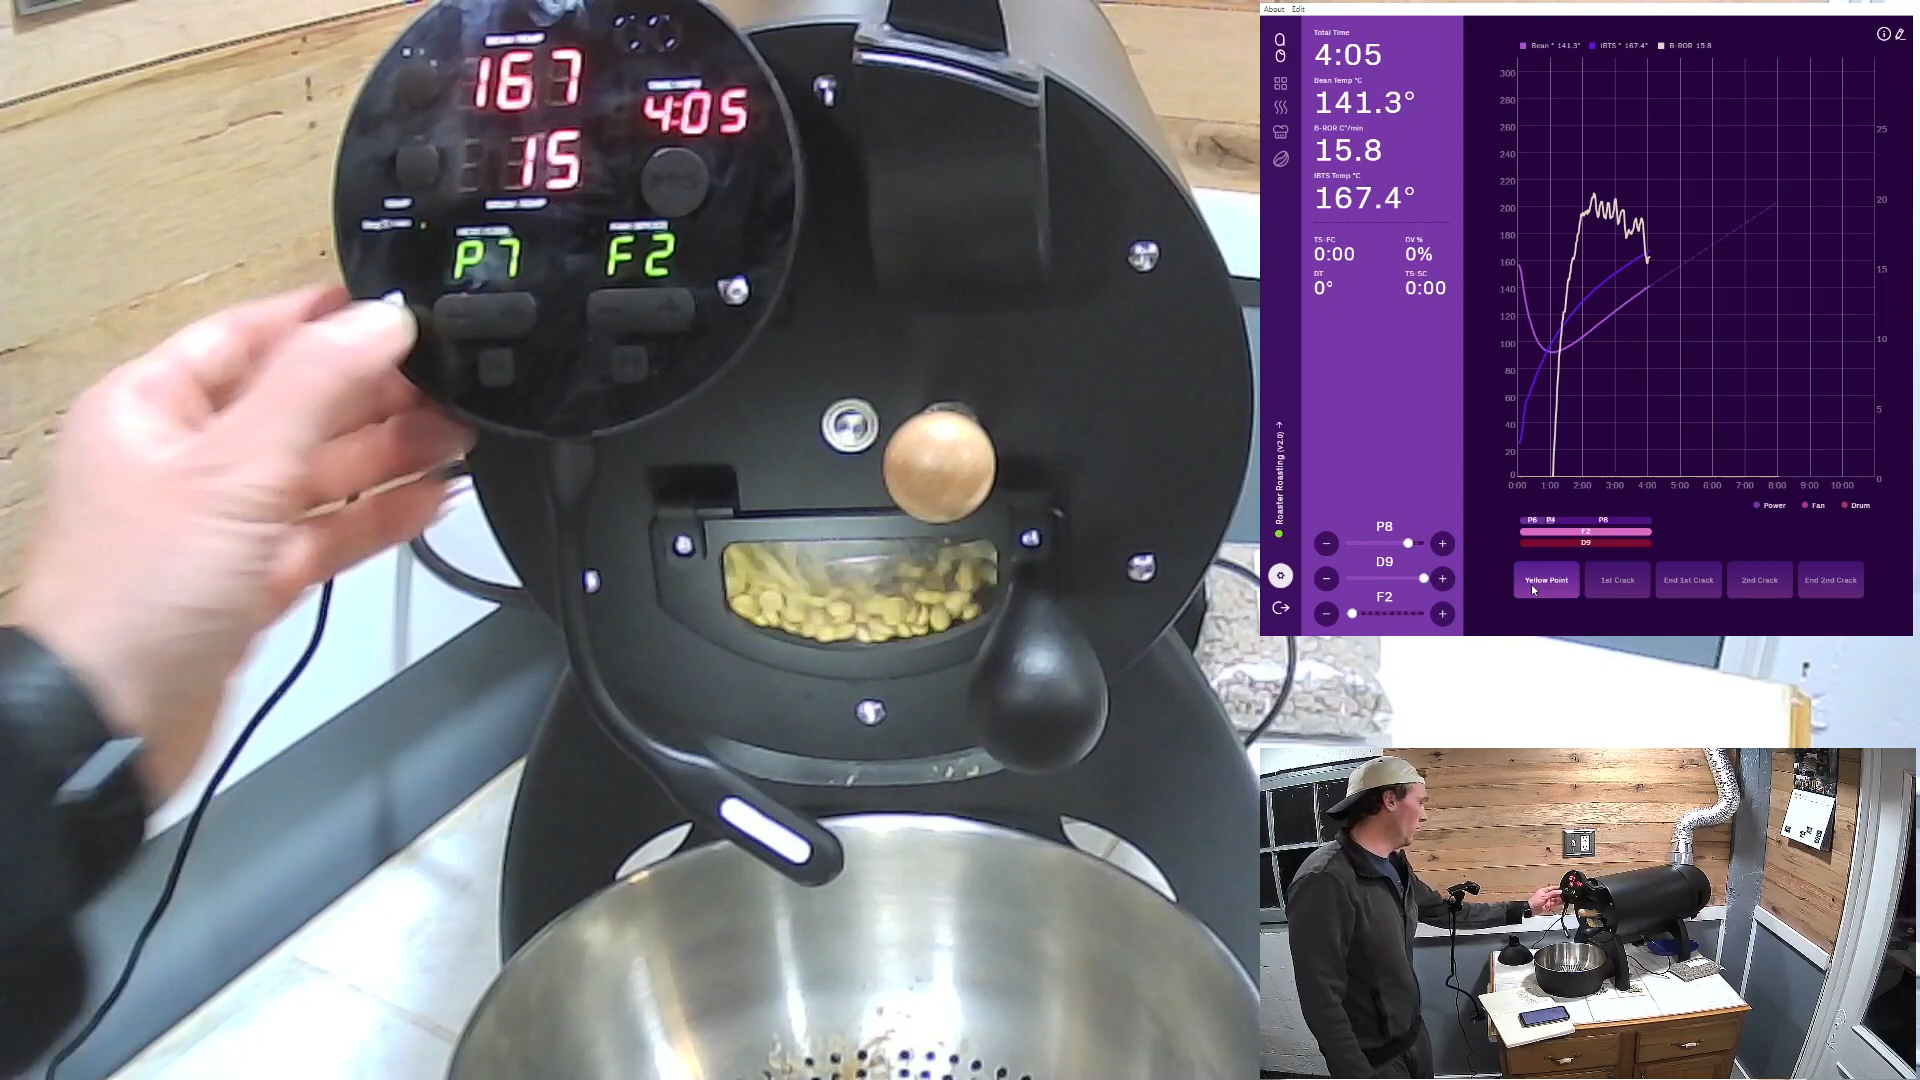 167
4:05
15
P7 F2
About Edit
Total Time
4:05
Bean Temp °C
141.3°
B-ROR C°/min
15.8
IBTS Temp °C
167.4°
TS-FC DV %
0:00 0%
DT TS-SC
0° 0:00
Roaster Roasting (v2.0) →
P8
D9
F2
Bean ° 141.3° IBTS ° 167.4° B-ROR 15.8
300
280
260
240
220
200
180
160
140
120
100
80
60
40
20
0
25
20
15
10
5
0
0:00 1:00 2:00 3:00 4:00 5:00 6:00 7:00 8:00 9:00 10:00
Power Fan Drum
P6 P4 P8
F2
D9
Yellow Point 1st Crack End 1st Crack 2nd Crack End 2nd Crack